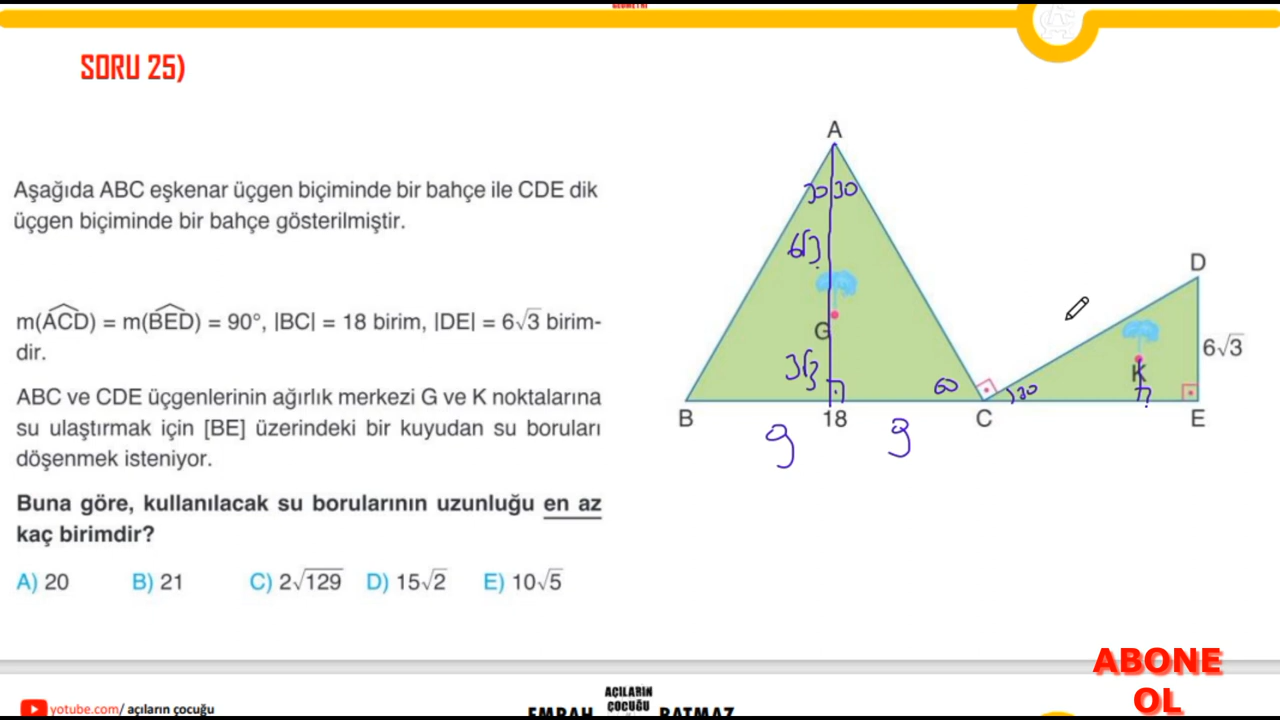 GEOMETRİ
SORU 25)
Aşağıda ABC eşkenar üçgen biçiminde bir bahçe ile CDE dik
üçgen biçiminde bir bahçe gösterilmiştir.
m(ACD) = m(BED) = 90°, |BC| = 18 birim, |DE| = 6√3 birim-
dir.
ABC ve CDE üçgenlerinin ağırlık merkezi G ve K noktalarına
su ulaştırmak için [BE] üzerindeki bir kuyudan su boruları
döşenmek isteniyor.
Buna göre, kullanılacak su borularının uzunluğu en az
kaç birimdir?
A) 20 B) 21 C) 2√129 D) 15√2 E) 10√5
A
30 30
6√3
G
3√3
60
B 18 C
9 9
D
K
30
6√3
E
ABONE
OL
yotube.com/ açıların çocuğu
AÇILARIN
ÇOCUĞU
EMRAH BATMAZ